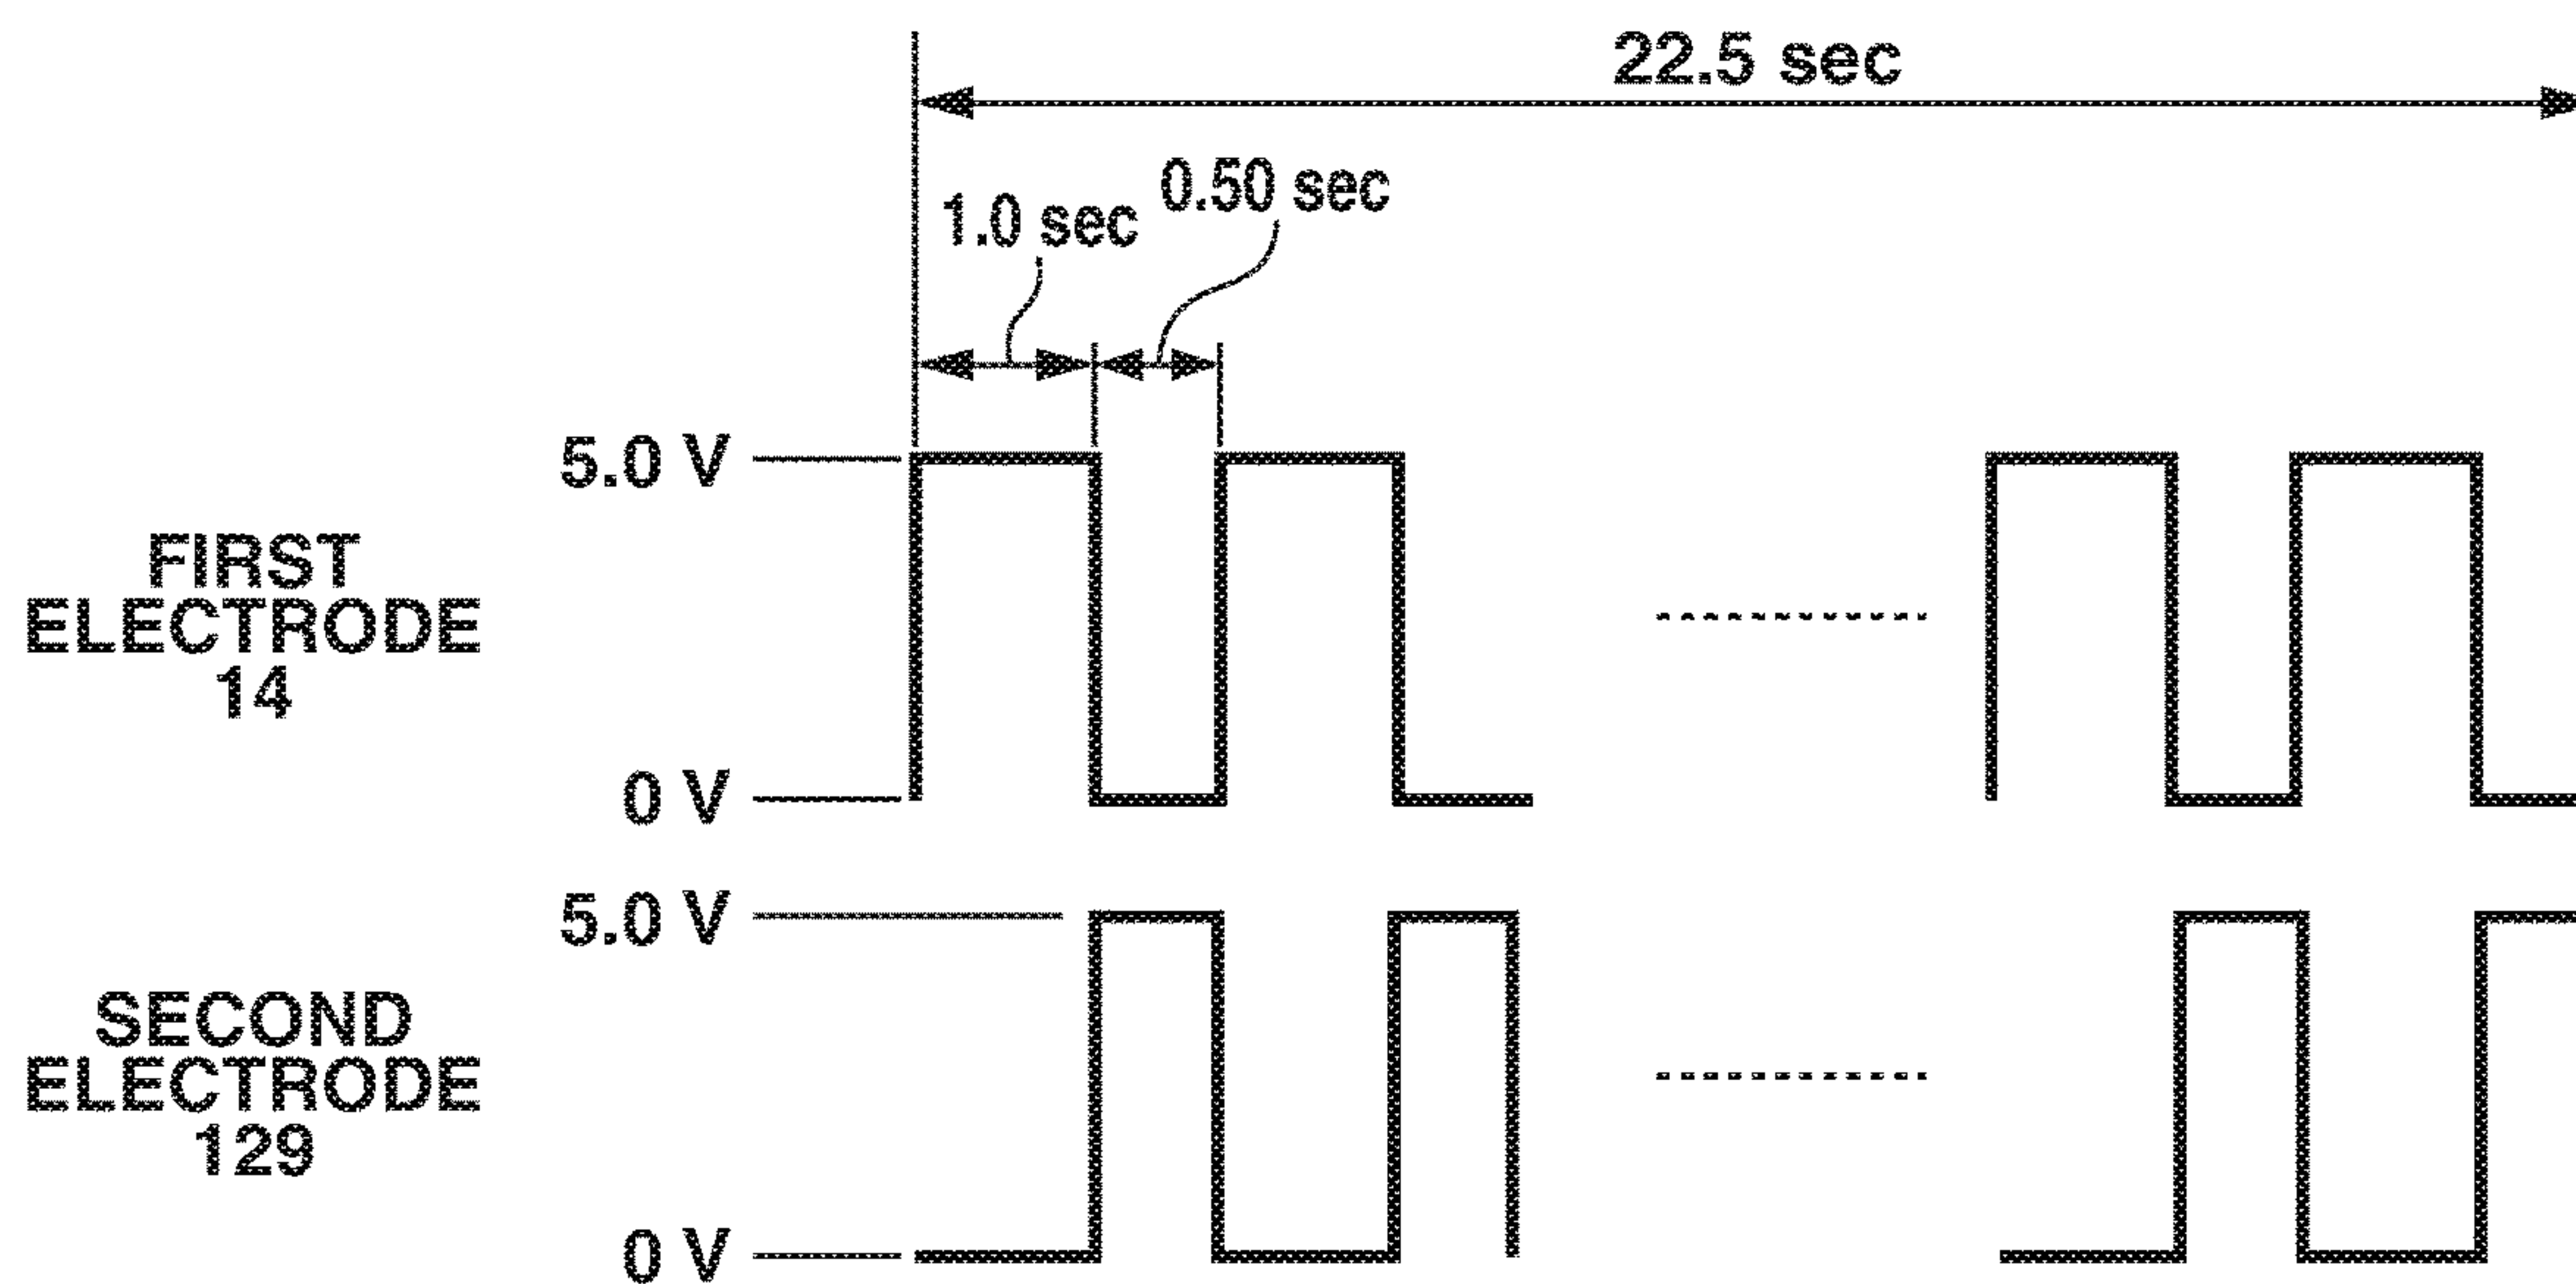 22.5 sec
1.0 sec
0.50 sec
5.0 V
FIRST
ELECTRODE
14
0 V
5.0 V
SECOND
ELECTRODE
129
0 V